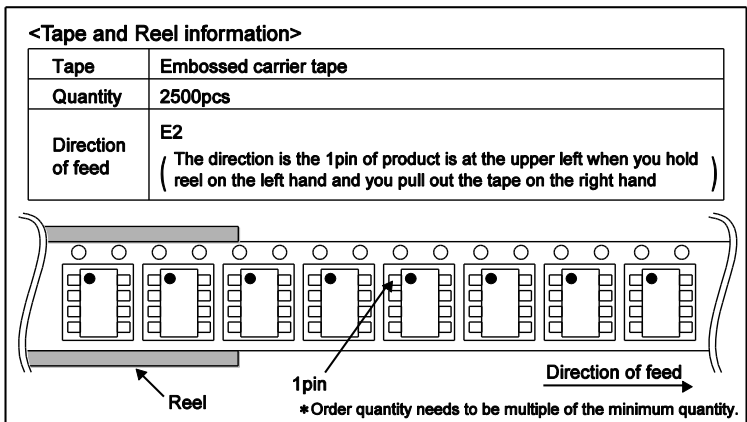 <Tape and Reel information>
Tape Embossed carrier tape
Quantity 2500pcs
Direction of feed E2
( The direction is the 1pin of product is at the upper left when you hold
reel on the left hand and you pull out the tape on the right hand )
Direction of feed
1pin
Reel
*Order quantity needs to be multiple of the minimum quantity.